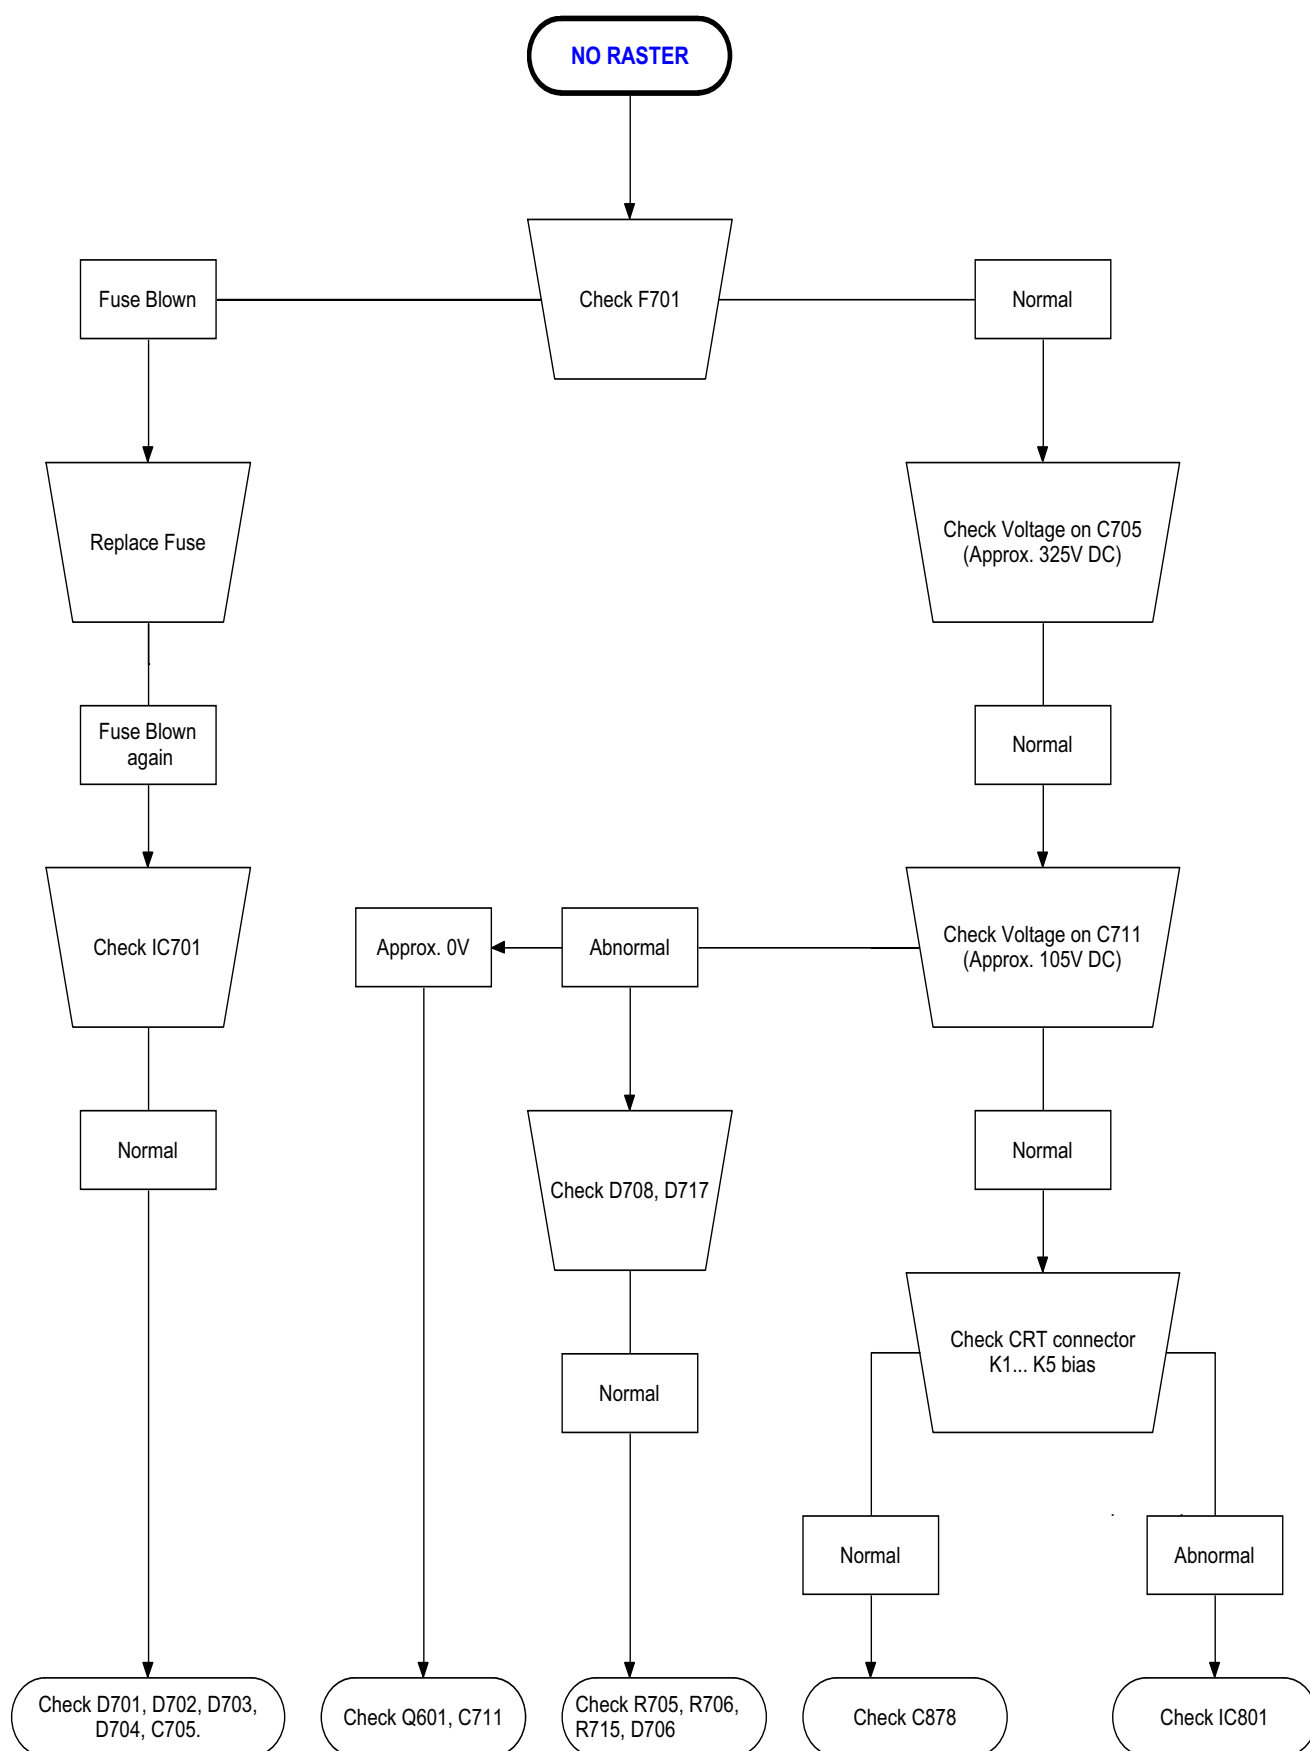 NO RASTER
Fuse Blown
Check F701
Normal
Replace Fuse
Check Voltage on C705
(Approx. 325V DC)
Fuse Blown
again
Normal
Check IC701
Approx. 0V
Abnormal
Check Voltage on C711
(Approx. 105V DC)
Normal
Check D708, D717
Normal
Check CRT connector
K1... K5 bias
Normal
Normal
Abnormal
Check D701, D702, D703,
D704, C705.
Check Q601, C711
Check R705, R706,
R715, D706
Check C878
Check IC801